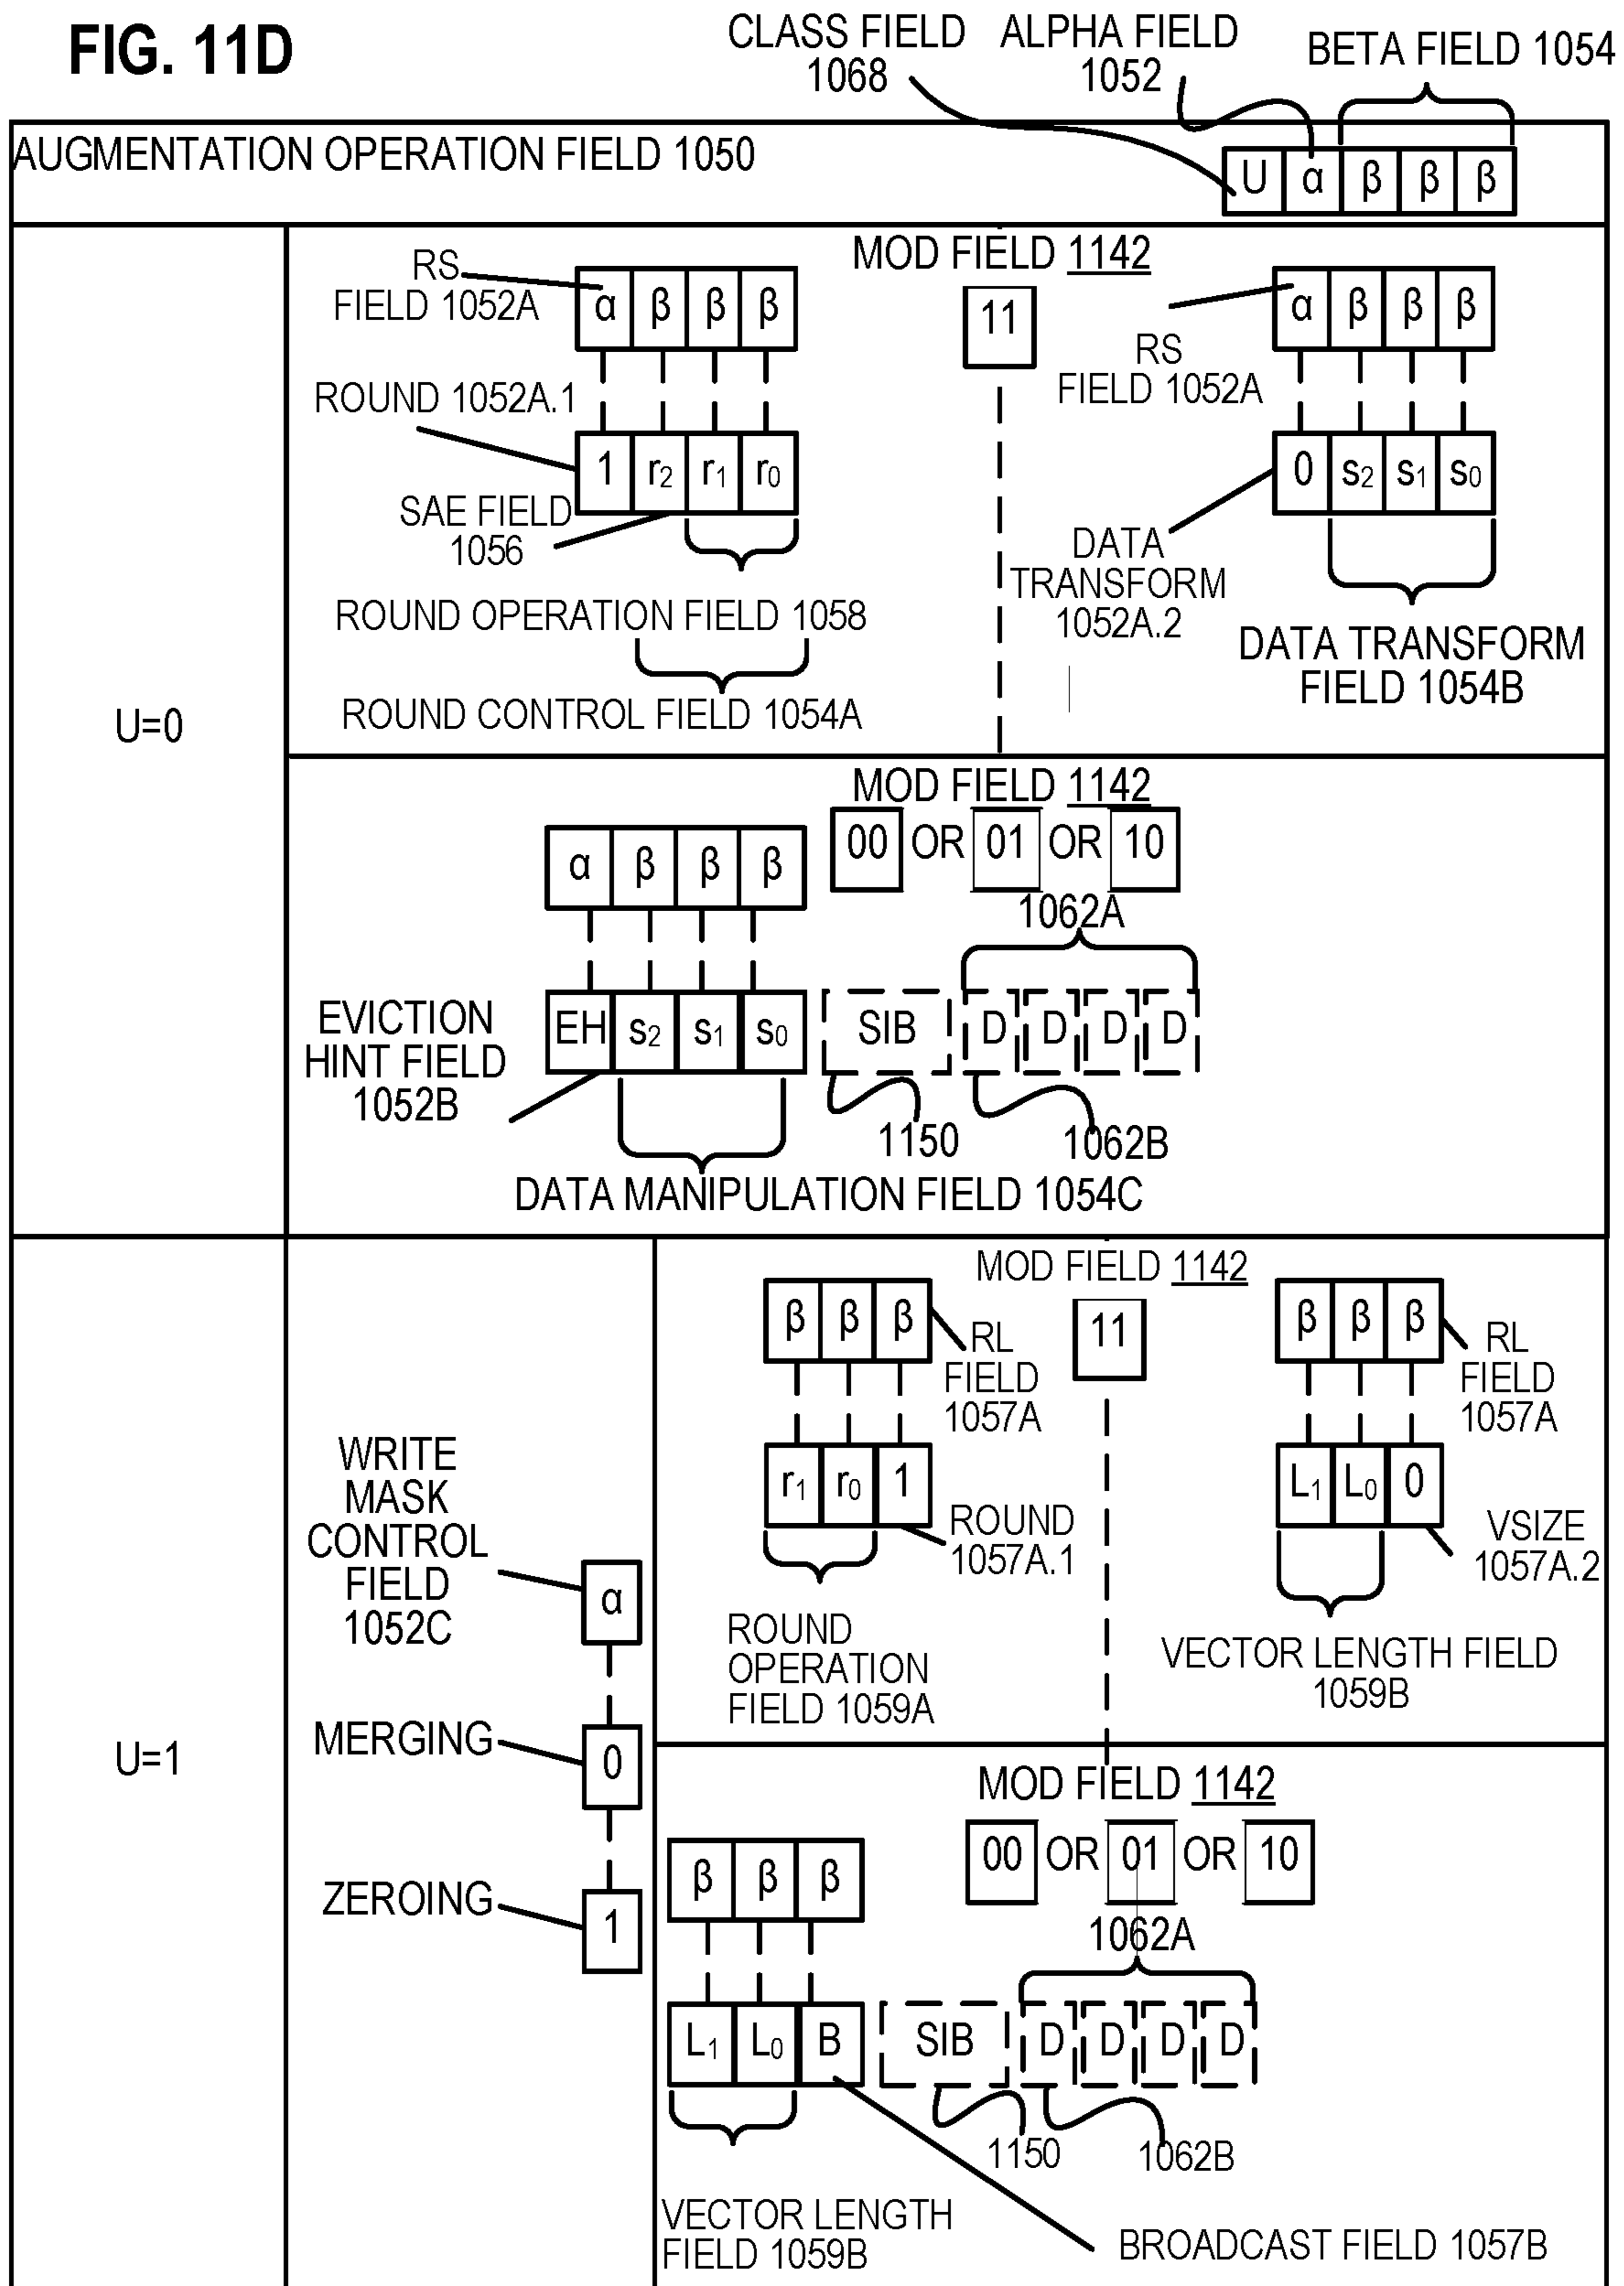 FIG. 11D
CLASS FIELD
1068
ALPHA FIELD
1052
BETA FIELD 1054
AUGMENTATION OPERATION FIELD 1050
U α β β β
U=0
MOD FIELD 1142
11
RS
FIELD 1052A
α β β β
ROUND 1052A.1
1 r2 r1 r0
SAE FIELD
1056
ROUND OPERATION FIELD 1058
ROUND CONTROL FIELD 1054A
α β β β
RS
FIELD 1052A
0 s2 s1 s0
DATA
TRANSFORM
1052A.2
DATA TRANSFORM
FIELD 1054B
MOD FIELD 1142
00 OR 01 OR 10
α β β β
1062A
EVICTION
HINT FIELD
1052B
EH s2 s1 s0 SIB D D D D
1150
1062B
DATA MANIPULATION FIELD 1054C
U=1
WRITE
MASK
CONTROL
FIELD
1052C
α
MERGING
0
ZEROING
1
MOD FIELD 1142
11
β β β
RL
FIELD
1057A
r1 r0 1
ROUND
1057A.1
ROUND
OPERATION
FIELD 1059A
β β β
RL
FIELD
1057A
L1 L0 0
VSIZE
1057A.2
VECTOR LENGTH FIELD
1059B
MOD FIELD 1142
00 OR 01 OR 10
β β β
1062A
L1 L0 B SIB D D D D
1150
1062B
VECTOR LENGTH
FIELD 1059B
BROADCAST FIELD 1057B